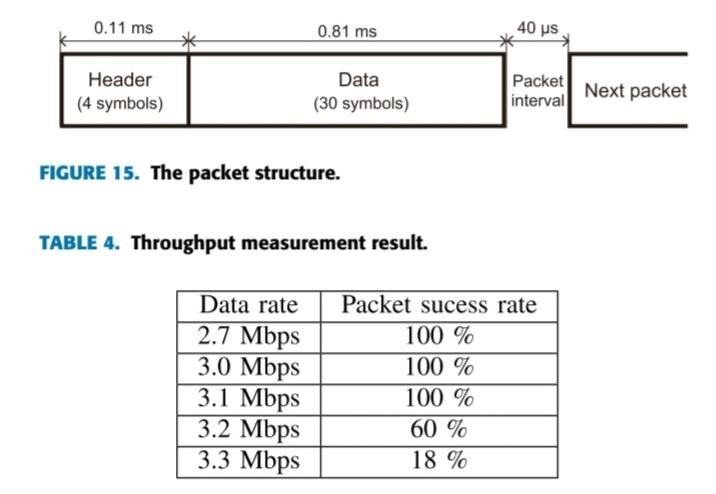 0.11 ms 0.81 ms 40 µs
Header Data Packet Next packet
(4 symbols) (30 symbols) interval
FIGURE 15. The packet structure.
TABLE 4. Throughput measurement result.
Data rate Packet sucess rate
2.7 Mbps 100 %
3.0 Mbps 100 %
3.1 Mbps 100 %
3.2 Mbps 60 %
3.3 Mbps 18 %